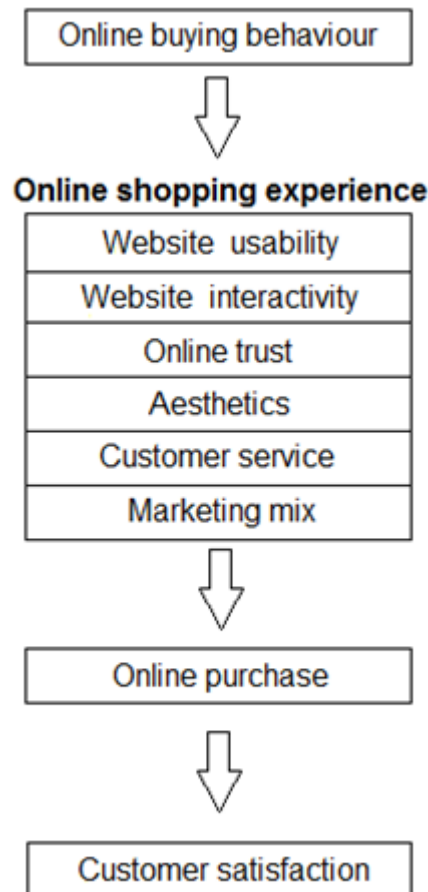 Online buying behaviour
Online shopping experience
Website usability
Website interactivity
Online trust
Aesthetics
Customer service
Marketing mix
Online purchase
Customer satisfaction